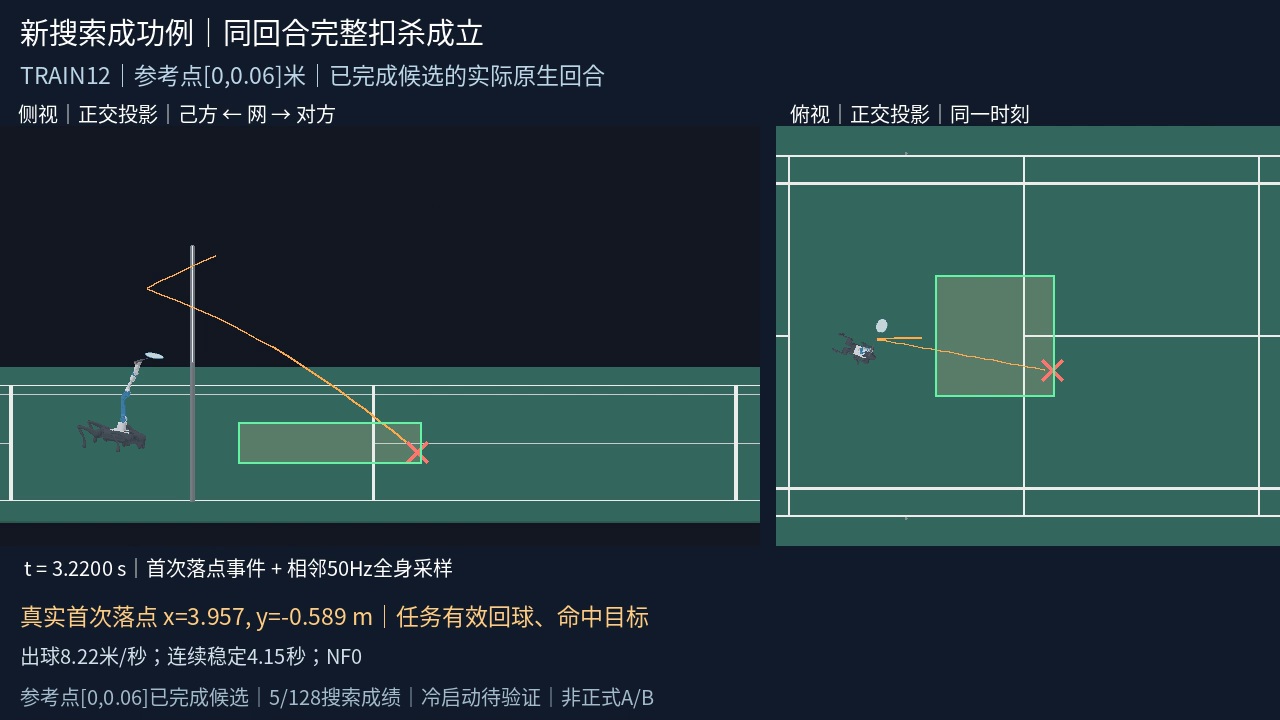 新搜索成功例｜同回合完整扣杀成立
TRAIN12｜参考点[0,0.06]米｜已完成候选的实际原生回合
侧视｜正交投影｜己方 ← 网 → 对方
俯视｜正交投影｜同一时刻
t = 3.2200 s｜首次落点事件 + 相邻50Hz全身采样
真实首次落点 x=3.957, y=-0.589 m｜任务有效回球、命中目标
出球8.22米/秒；连续稳定4.15秒；NF0
参考点[0,0.06]已完成候选｜5/128搜索成绩｜冷启动待验证｜非正式A/B